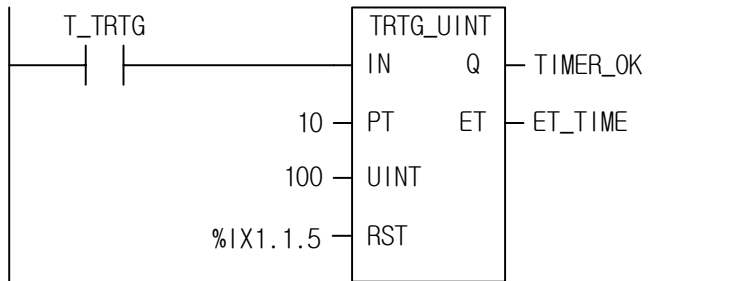 T_TRTG TRTG_UINT
IN Q TIMER_OK
10 PT ET ET_TIME
100 UINT
%IX1.1.5 RST